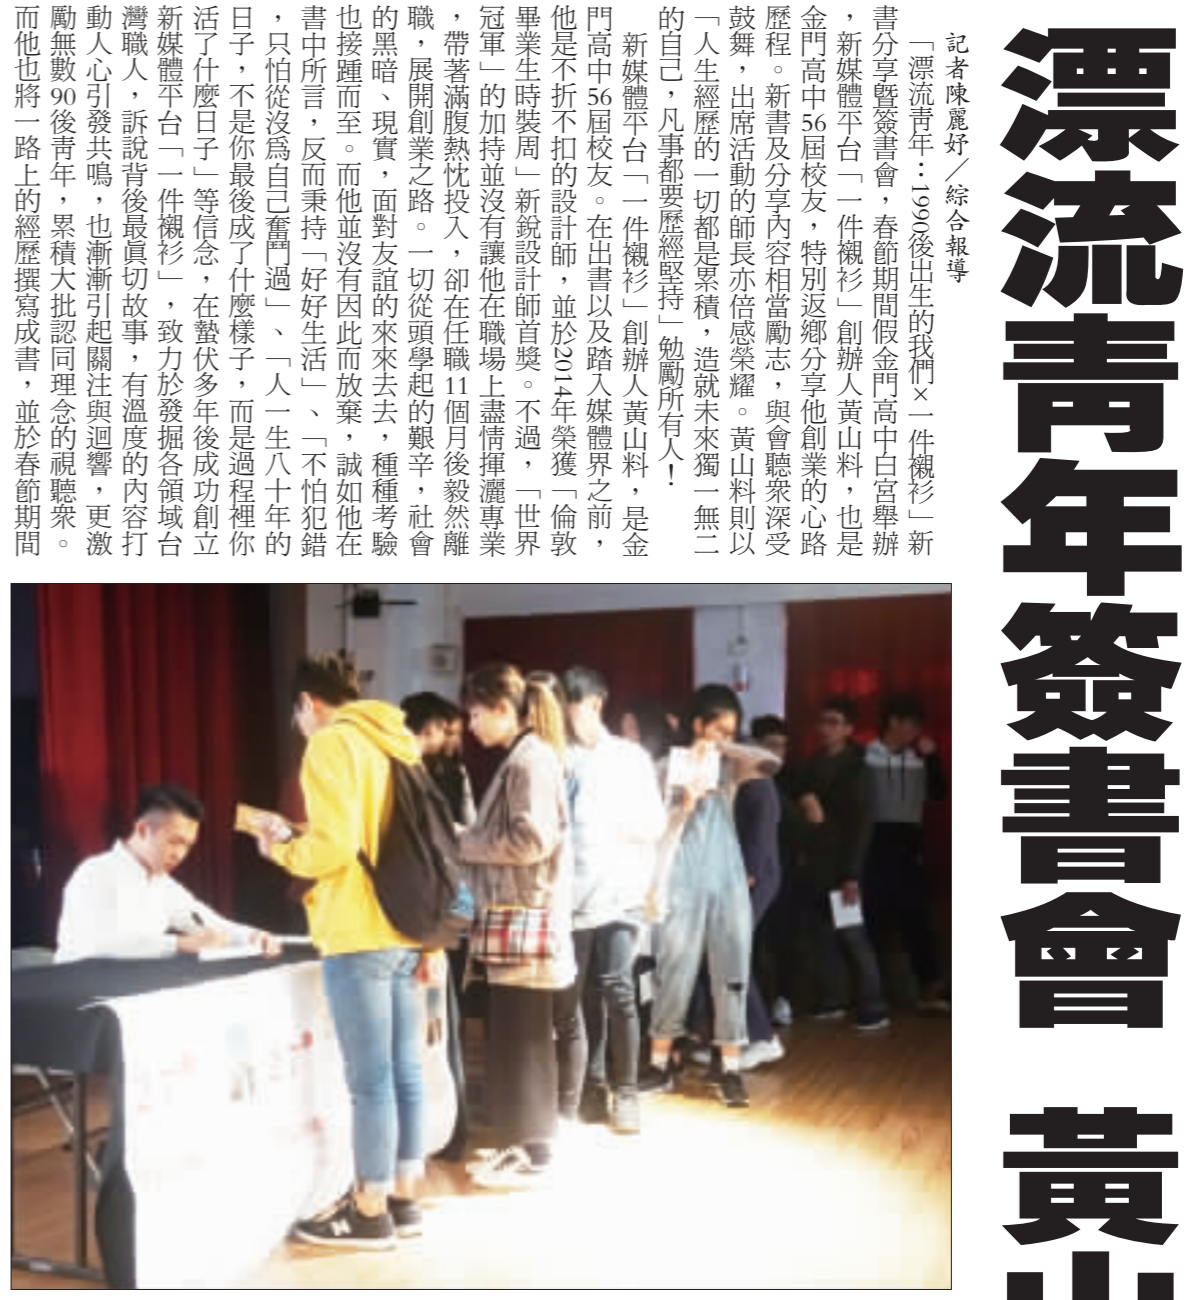 漂流青年簽書會 黃山
記者陳麗妤／綜合報導
「漂流青年：1990後出生的我們×一件襯衫」新
書分享暨簽書會，春節期間假金門高中白宮舉辦
，新媒體平台「一件襯衫」創辦人黃山料，也是
金門高中56屆校友，特別返鄉分享他創業的心路
歷程。新書及分享內容相當勵志，與會聽衆深受
鼓舞，出席活動的師長亦倍感榮耀。黃山料則以
「人生經歷的一切都是累積，造就未來獨一無二
的自己，凡事都要歷經堅持」勉勵所有人！
新媒體平台「一件襯衫」創辦人黃山料，是金
門高中56屆校友。在出書以及踏入媒體界之前，
他是不折不扣的設計師，並於2014年榮獲「倫敦
畢業生時裝周」新銳設計師首獎。不過，「世界
冠軍」的加持並沒有讓他在職場上盡情揮灑專業
，帶著滿腹熱忱投入，卻在任職11個月後毅然離
職，展開創業之路。一切從頭學起的艱辛，社會
的黑暗、現實，面對友誼的來來去去，種種考驗
也接踵而至。而他並沒有因此而放棄，誠如他在
書中所言，反而秉持「好好生活」、「不怕犯錯
，只怕從沒爲自己奮鬥過」、「人一生八十年的
日子，不是你最後成了什麼樣子，而是過程裡你
活了什麼日子」等信念，在蟄伏多年後成功創立
新媒體平台「一件襯衫」，致力於發掘各領域台
灣職人，訴說背後最眞切故事，有溫度的內容打
動人心引發共鳴，也漸漸引起關注與迴響，更激
勵無數90後青年，累積大批認同理念的視聽衆。
而他也將一路上的經歷撰寫成書，並於春節期間